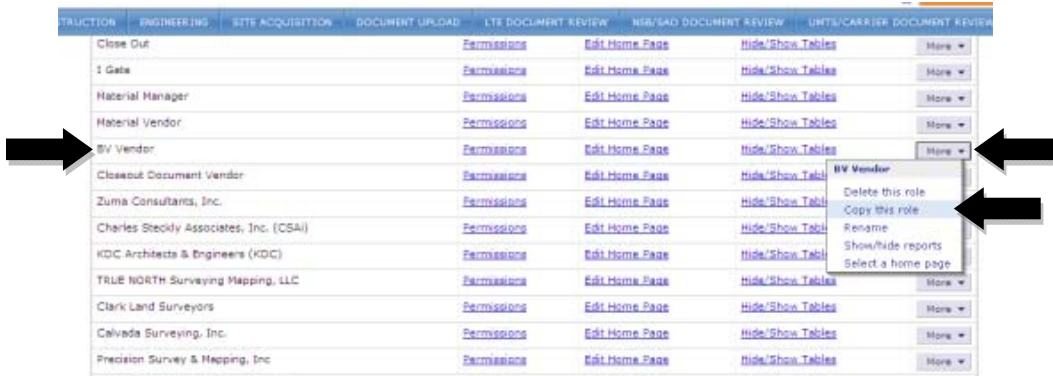 STRUCTION ENGINEERING SITE ACQUISITION DOCUMENT UPLOAD LTE DOCUMENT REVIEW NSB/SAD DOCUMENT REVIEW UMTS/CARRIER DOCUMENT REVIEW
Close Out Permissions Edit Home Page Hide/Show Tables More
I Gate Permissions Edit Home Page Hide/Show Tables More
Material Manager Permissions Edit Home Page Hide/Show Tables More
Material Vendor Permissions Edit Home Page Hide/Show Tables More
BV Vendor Permissions Edit Home Page Hide/Show Tables More
BV Vendor
Delete this role
Copy this role
Rename
Show/hide reports
Select a home page
Closeout Document Vendor Permissions Edit Home Page Hide/Show Tabl
Zuma Consultants, Inc. Permissions Edit Home Page Hide/Show Tabl
Charles Steckly Associates, Inc. (CSAi) Permissions Edit Home Page Hide/Show Tabl
KDC Architects & Engineers (KDC) Permissions Edit Home Page Hide/Show Tabl
TRUE NORTH Surveying Mapping, LLC Permissions Edit Home Page Hide/Show Tables More
Clark Land Surveyors Permissions Edit Home Page Hide/Show Tables More
Calvada Surveying, Inc. Permissions Edit Home Page Hide/Show Tables More
Precision Survey & Mapping, Inc Permissions Edit Home Page Hide/Show Tables More